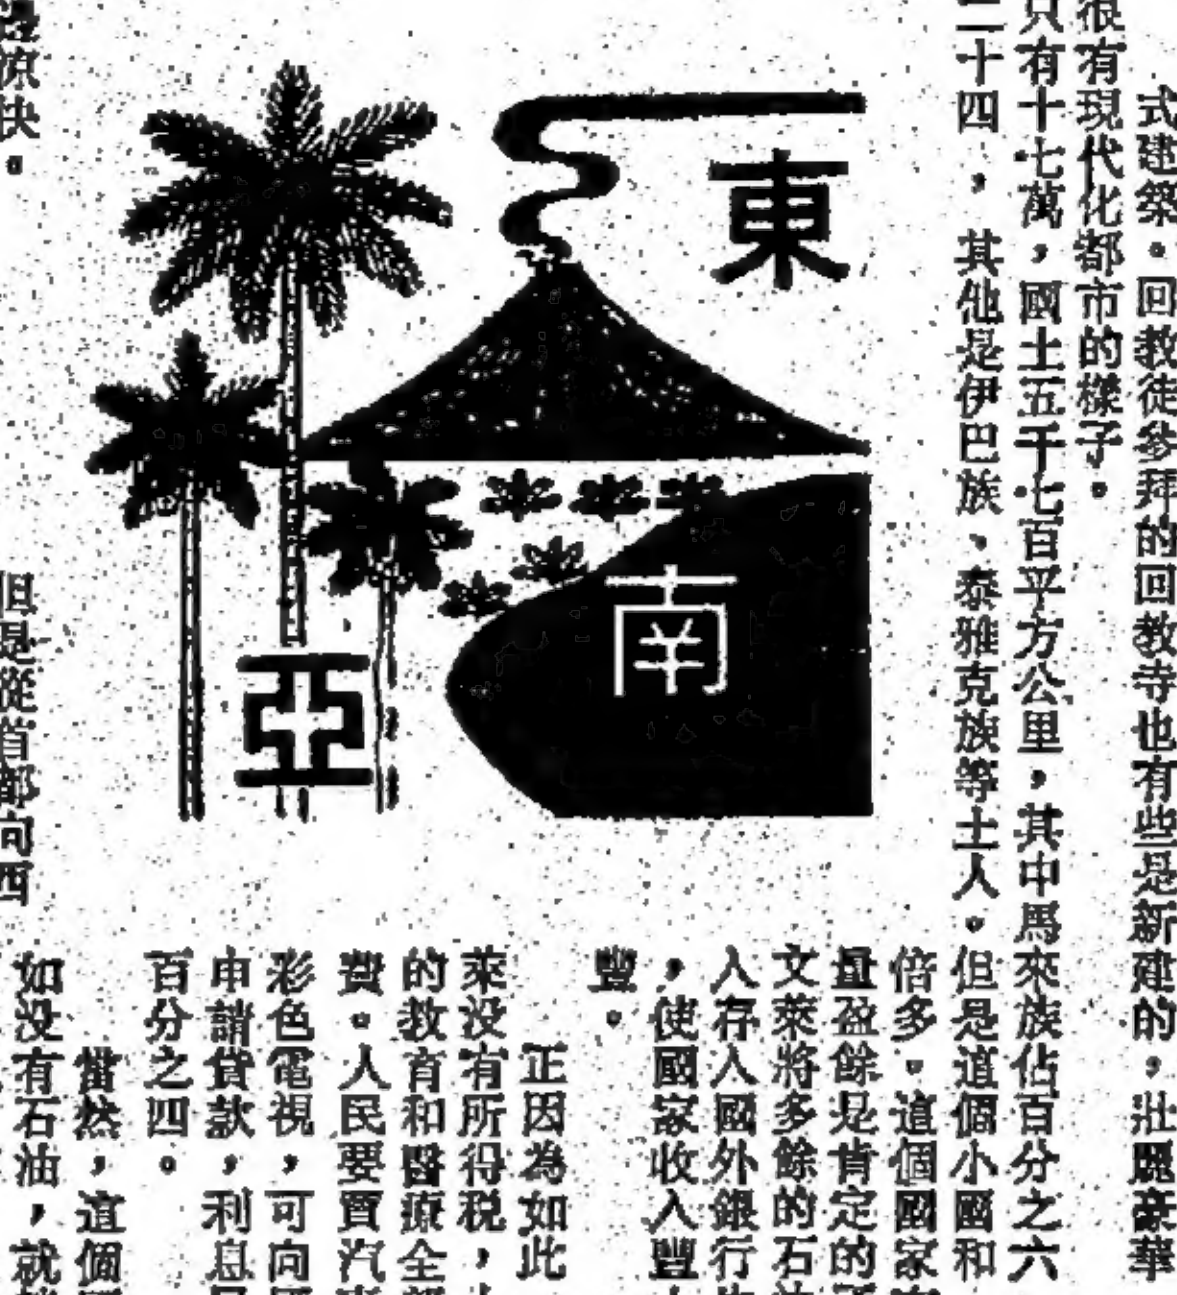 式建築。回教徒參拜的回教寺也有些是新建的，壯麗豪華
很有現代化都市的樣子。
只有十七萬，國土五千七百平方公里，其中馬來族佔百分之六
二十四，其他是伊巴族、泰雅克族等土人。但是這個小國和
倍多。這個國家
量盈餘是肯定的
文萊將多餘的石油
入存入國外銀行
，使國家收入豐
豐。
正因為如此
萊没有所得税，
的教育和醫療全部
費。人民要買汽車
彩色電視，可向
申請貸款，利息
百分之四。
東
南
亞
涼快。
但是從首都向西
當然，這個
如没有石油，就